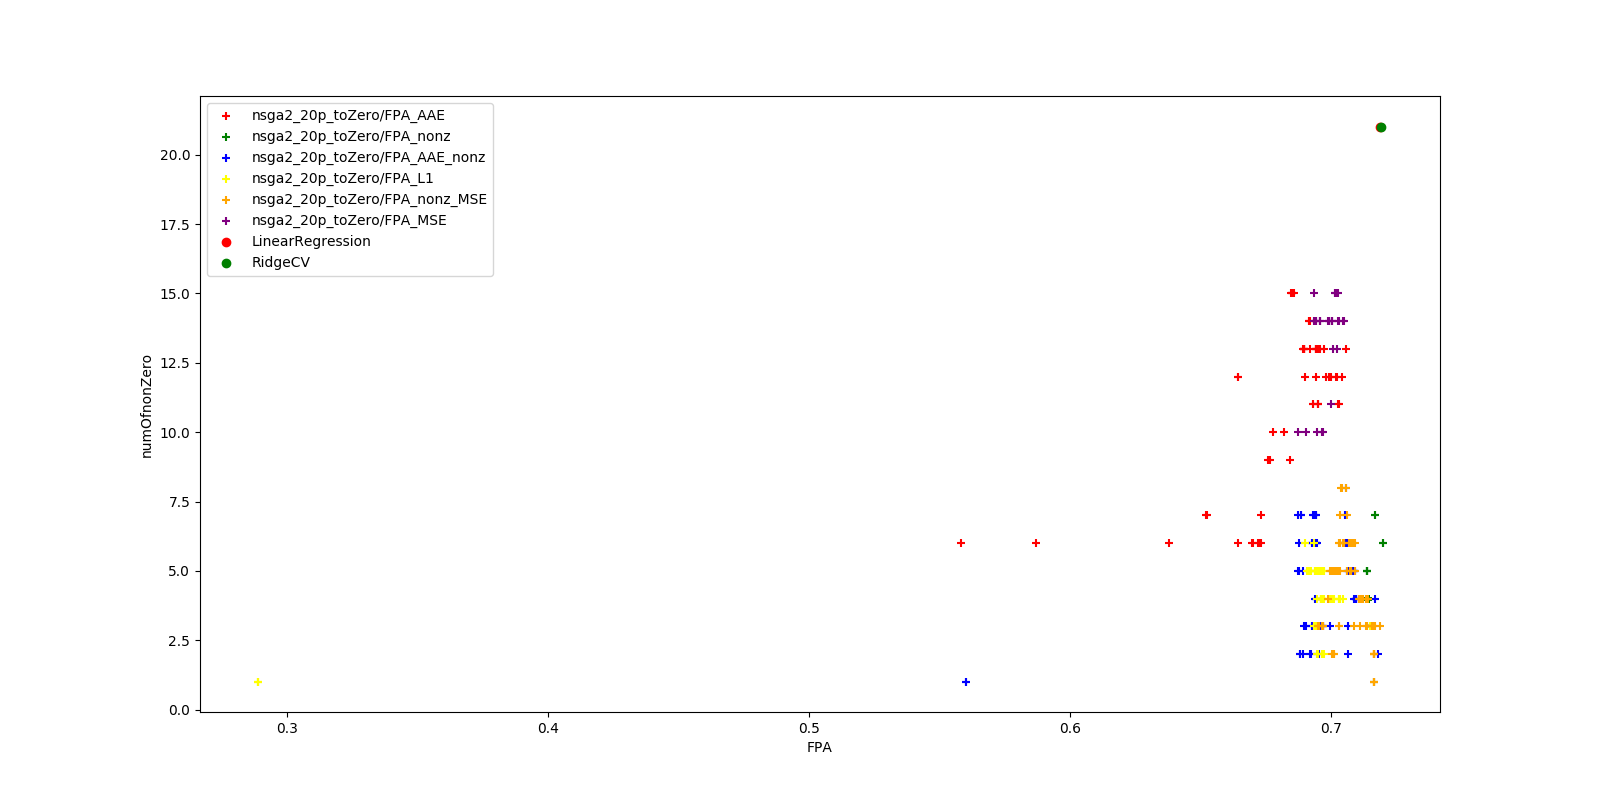 nsga2_20p_toZero/FPA_AAE
nsga2_20p_toZero/FPA_nonz
nsga2_20p_toZero/FPA_AAE_nonz
nsga2_20p_toZero/FPA_L1
nsga2_20p_toZero/FPA_nonz_MSE
nsga2_20p_toZero/FPA_MSE
LinearRegression
RidgeCV
numOfnonZero
20.0
17.5
15.0
12.5
10.0
7.5
5.0
2.5
0.0
0.3 0.4 0.5 0.6 0.7
FPA